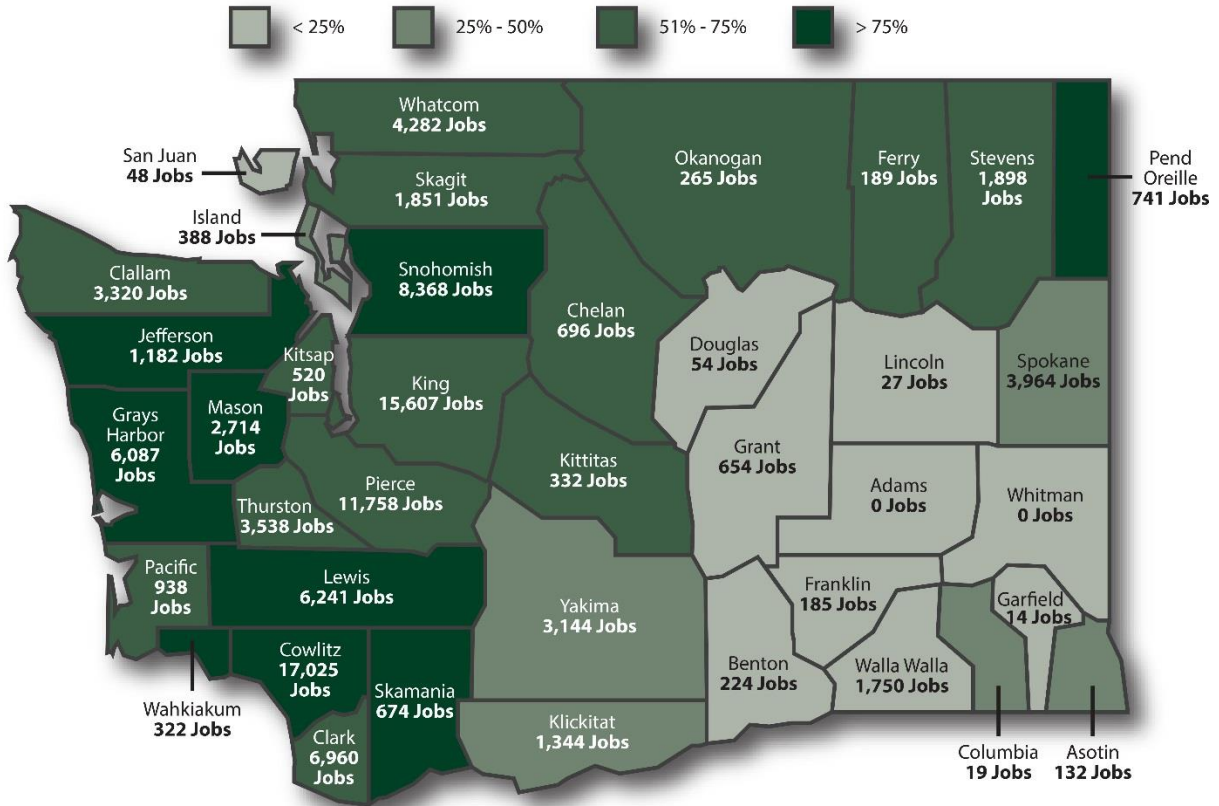 < 25%
25% - 50%
51% - 75%
> 75%
Whatcom
4,282 Jobs
San Juan
48 Jobs
Skagit
1,851 Jobs
Island
388 Jobs
Okanogan
265 Jobs
Ferry
189 Jobs
Stevens
1,898
Jobs
Pend
Oreille
741 Jobs
Clallam
3,320 Jobs
Snohomish
8,368 Jobs
Chelan
696 Jobs
Jefferson
1,182 Jobs
Kitsap
520
Jobs
King
15,607 Jobs
Douglas
54 Jobs
Lincoln
27 Jobs
Spokane
3,964 Jobs
Grays
Harbor
6,087
Jobs
Mason
2,714
Jobs
Grant
654 Jobs
Kittitas
332 Jobs
Pierce
11,758 Jobs
Thurston
3,538 Jobs
Adams
0 Jobs
Whitman
0 Jobs
Pacific
938
Jobs
Lewis
6,241 Jobs
Yakima
3,144 Jobs
Franklin
185 Jobs
Garfield
14 Jobs
Cowlitz
17,025
Jobs
Skamania
674 Jobs
Benton
224 Jobs
Walla Walla
1,750 Jobs
Wahkiakum
322 Jobs
Clark
6,960
Jobs
Klickitat
1,344 Jobs
Columbia
19 Jobs
Asotin
132 Jobs